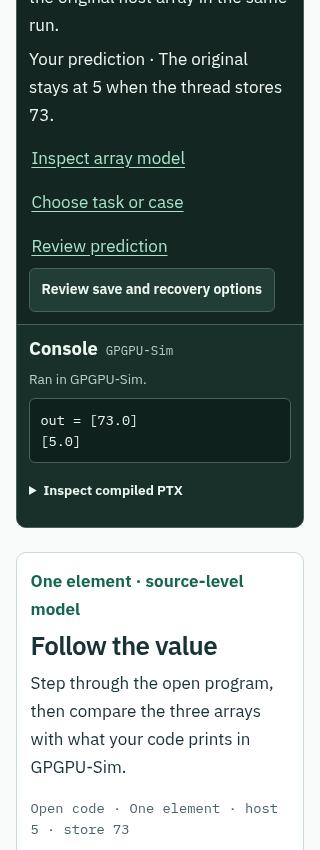 run.
Your prediction · The original
stays at 5 when the thread stores
73.
Inspect array model
Choose task or case
Review prediction
Review save and recovery options
Console GPGPU-Sim
Ran in GPGPU-Sim.
out = [73.0]
[5.0]
▶ Inspect compiled PTX
One element · source-level
model
Follow the value
Step through the open program,
then compare the three arrays
with what your code prints in
GPGPU-Sim.
Open code · One element · host
5 · store 73